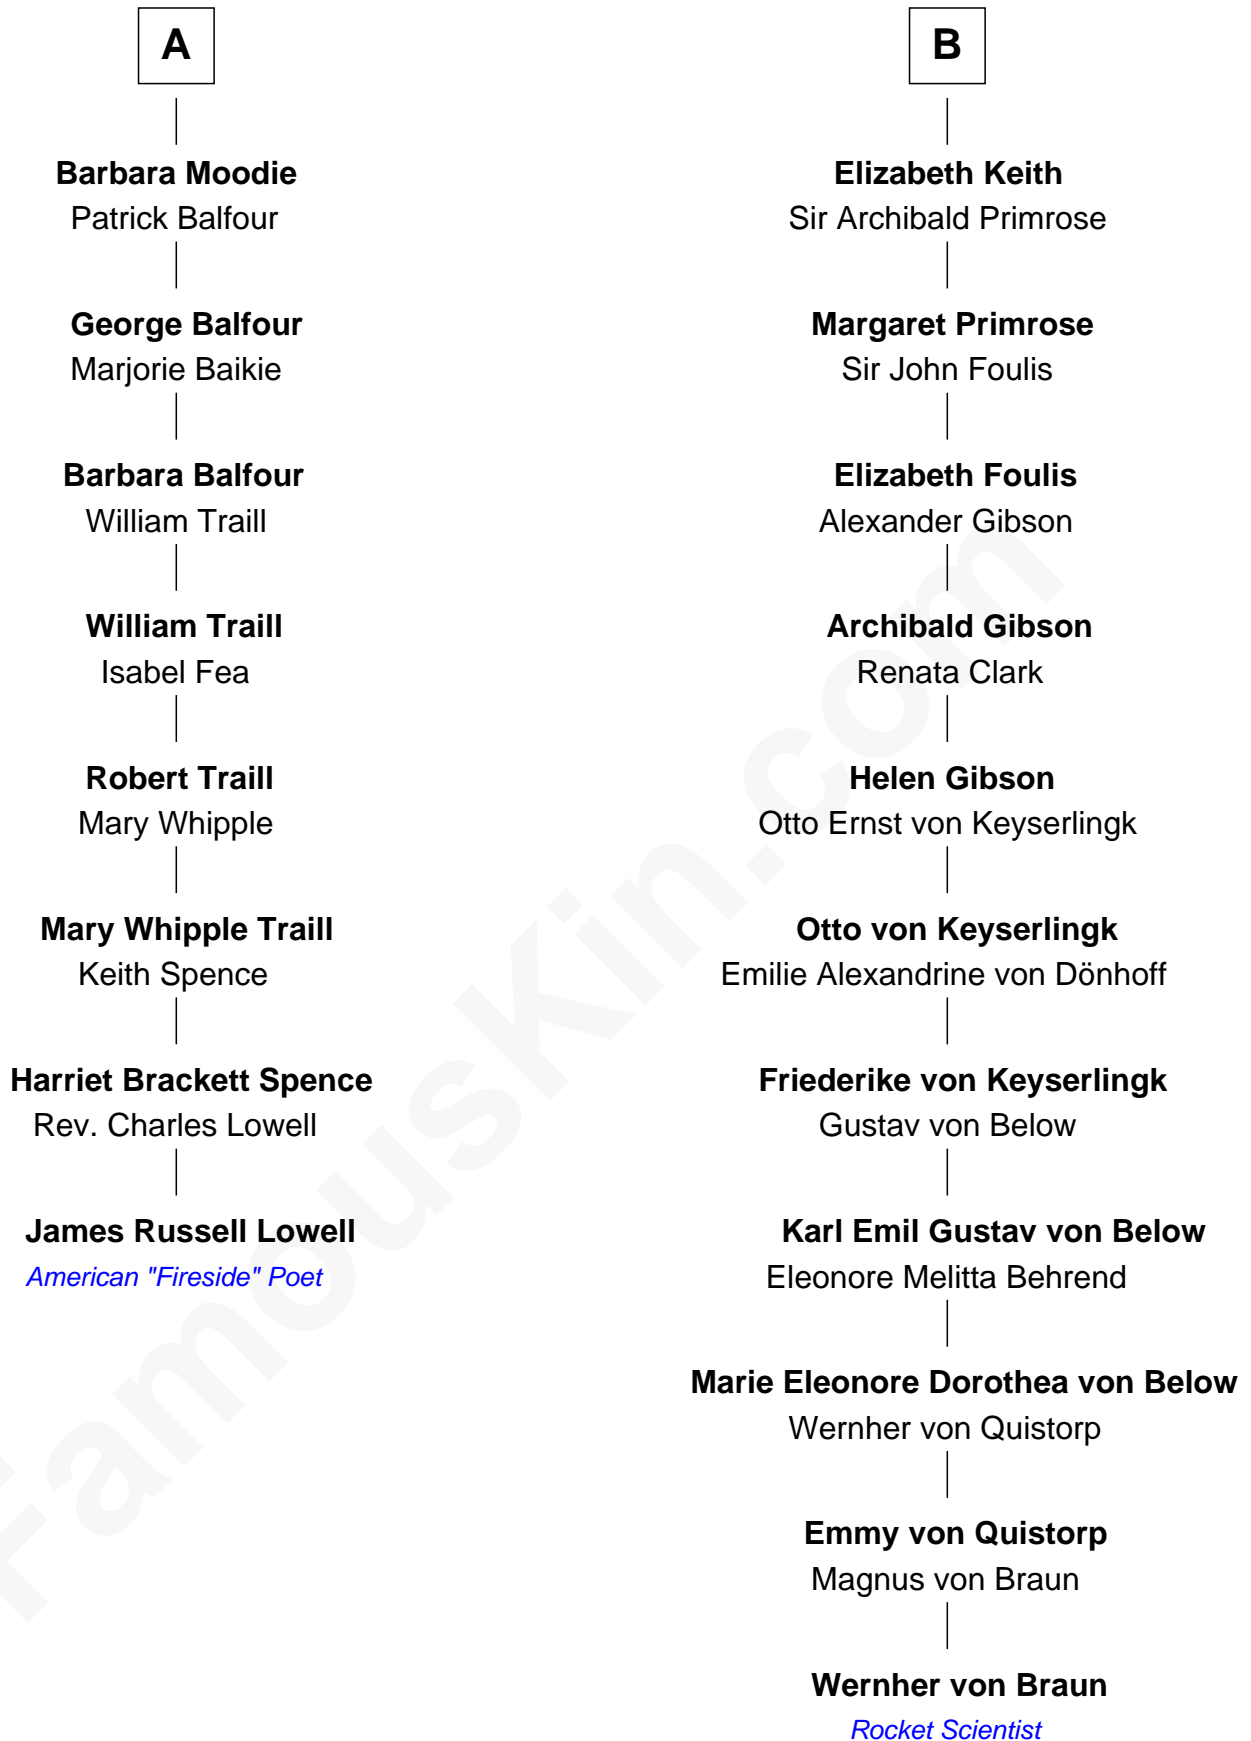 A
Barbara Moodie
Patrick Balfour
George Balfour
Marjorie Baikie
Barbara Balfour
William Traill
William Traill
Isabel Fea
Robert Traill
Mary Whipple
Mary Whipple Traill
Keith Spence
Harriet Brackett Spence
Rev. Charles Lowell
James Russell Lowell
American "Fireside" Poet
B
Elizabeth Keith
Sir Archibald Primrose
Margaret Primrose
Sir John Foulis
Elizabeth Foulis
Alexander Gibson
Archibald Gibson
Renata Clark
Helen Gibson
Otto Ernst von Keyserlingk
Otto von Keyserlingk
Emilie Alexandrine von Dönhoff
Friederike von Keyserlingk
Gustav von Below
Karl Emil Gustav von Below
Eleonore Melitta Behrend
Marie Eleonore Dorothea von Below
Wernher von Quistorp
Emmy von Quistorp
Magnus von Braun
Wernher von Braun
Rocket Scientist
FamousKin.com